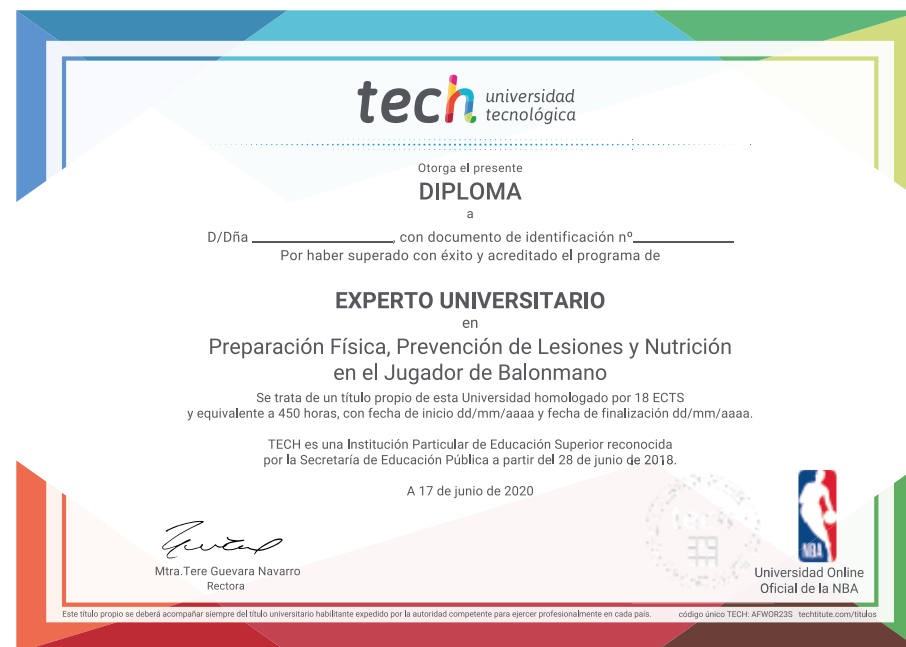 tech universidad
tecnológica
Otorga el presente
DIPLOMA
a
D/Dña ____________________, con documento de identificación nº______________
Por haber superado con éxito y acreditado el programa de
EXPERTO UNIVERSITARIO
en
Preparación Física, Prevención de Lesiones y Nutrición
en el Jugador de Balonmano
Se trata de un título propio de esta Universidad homologado por 18 ECTS
y equivalente a 450 horas, con fecha de inicio dd/mm/aaaa y fecha de finalización dd/mm/aaaa.
TECH es una Institución Particular de Educación Superior reconocida
por la Secretaría de Educación Pública a partir del 28 de junio de 2018.
A 17 de junio de 2020
tech
NBA
Mtra.Tere Guevara Navarro
Rectora
Universidad Online
Oficial de la NBA
Este título propio se deberá acompañar siempre del título universitario habilitante expedido por la autoridad competente para ejercer profesionalmente en cada país.
código único TECH: AFWOR23S techtitute.com/titulos